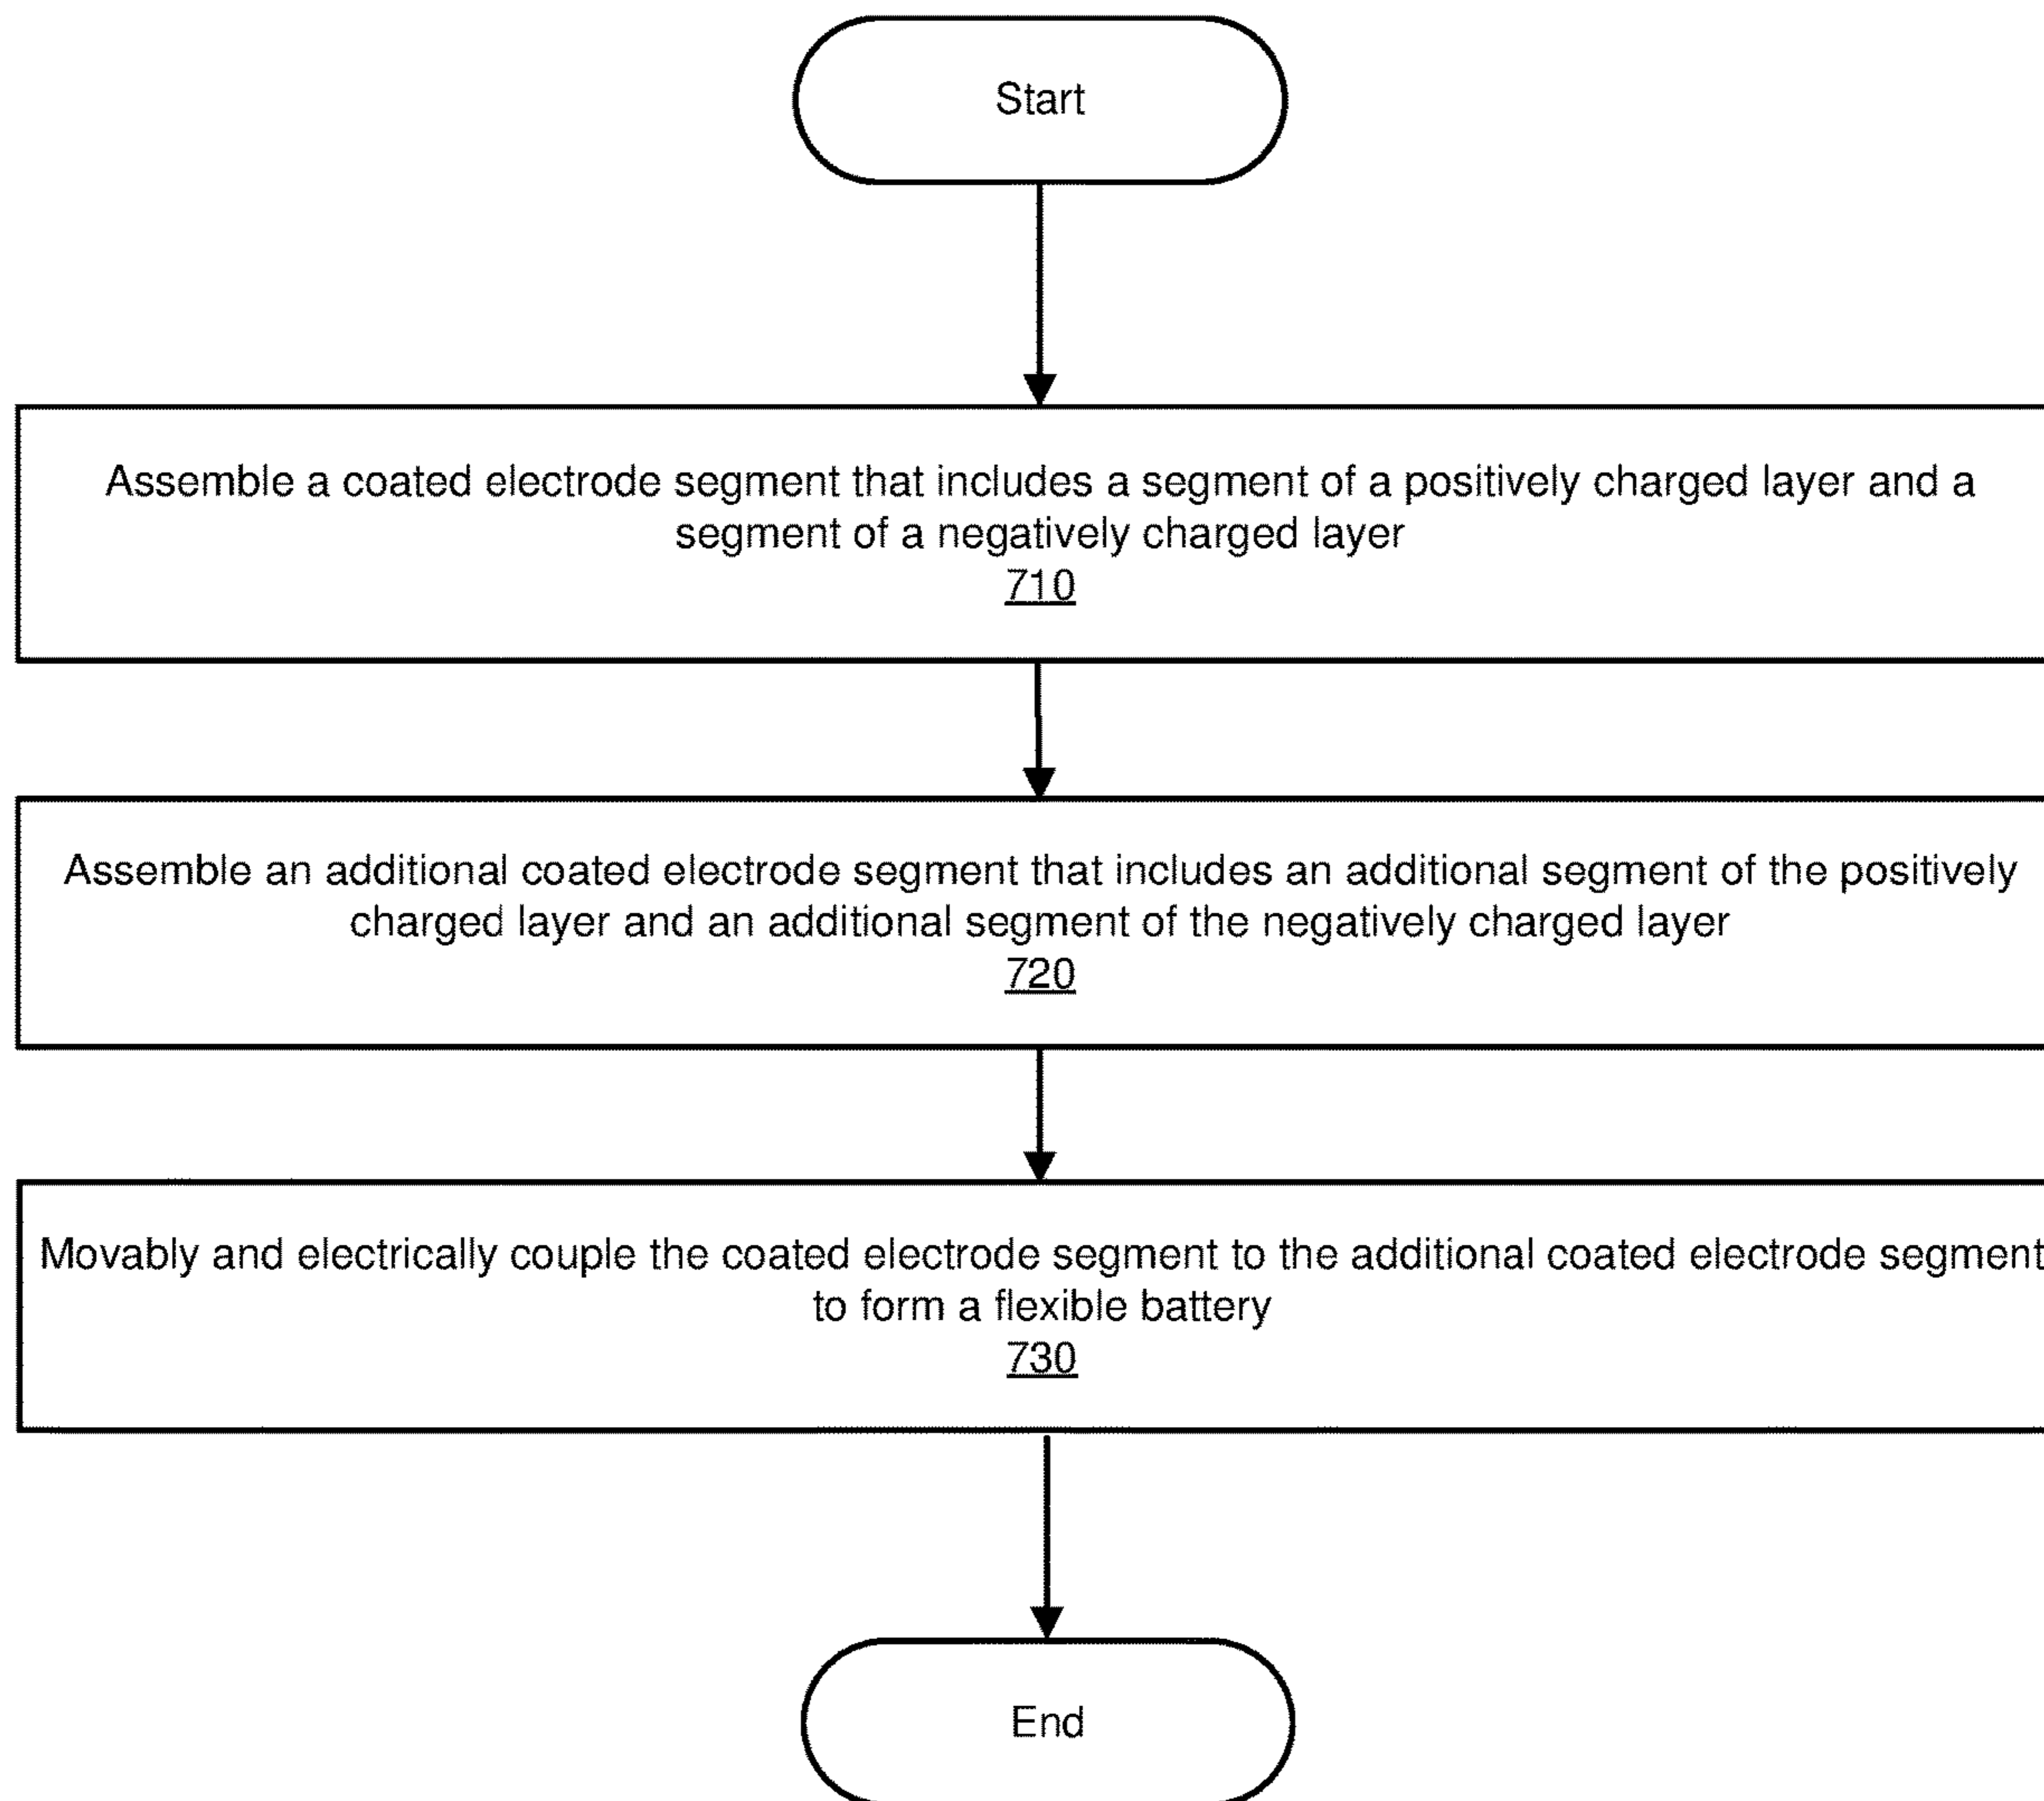 Start
Assemble a coated electrode segment that includes a segment of a positively charged layer and a
segment of a negatively charged layer
710
Assemble an additional coated electrode segment that includes an additional segment of the positively
charged layer and an additional segment of the negatively charged layer
720
Movably and electrically couple the coated electrode segment to the additional coated electrode segment
to form a flexible battery
730
End